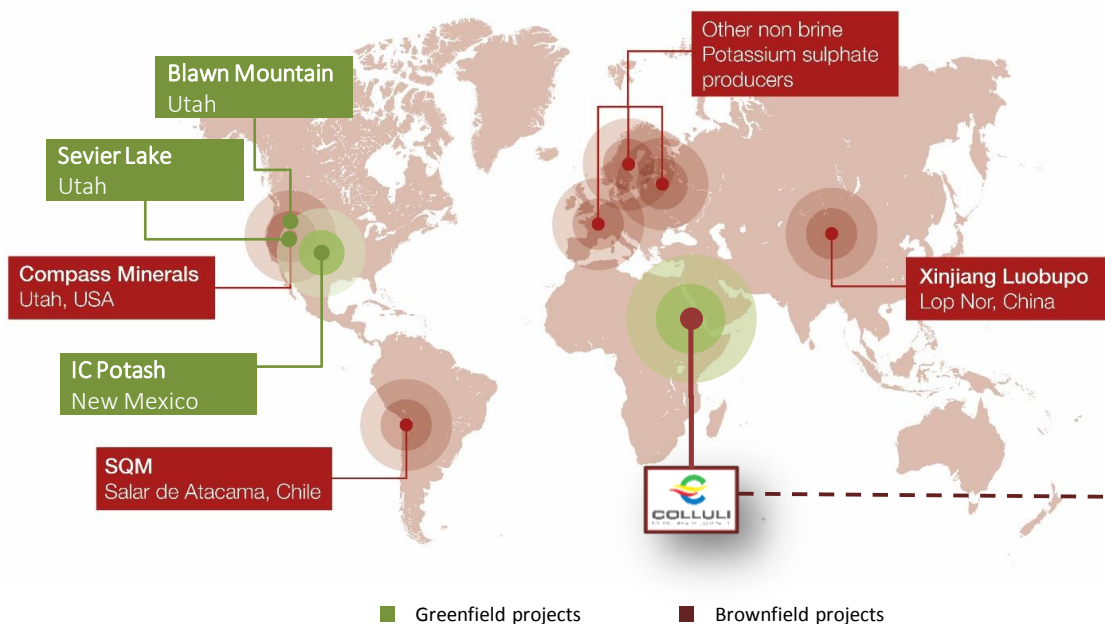 Other non brine
Potassium sulphate
producers
Blawn Mountain
Utah
Sevier Lake
Utah
Compass Minerals
Utah, USA
Xinjiang Luobupo
Lop Nor, China
IC Potash
New Mexico
SQM
Salar de Atacama, Chile
COLLULI
Greenfield projects
Brownfield projects